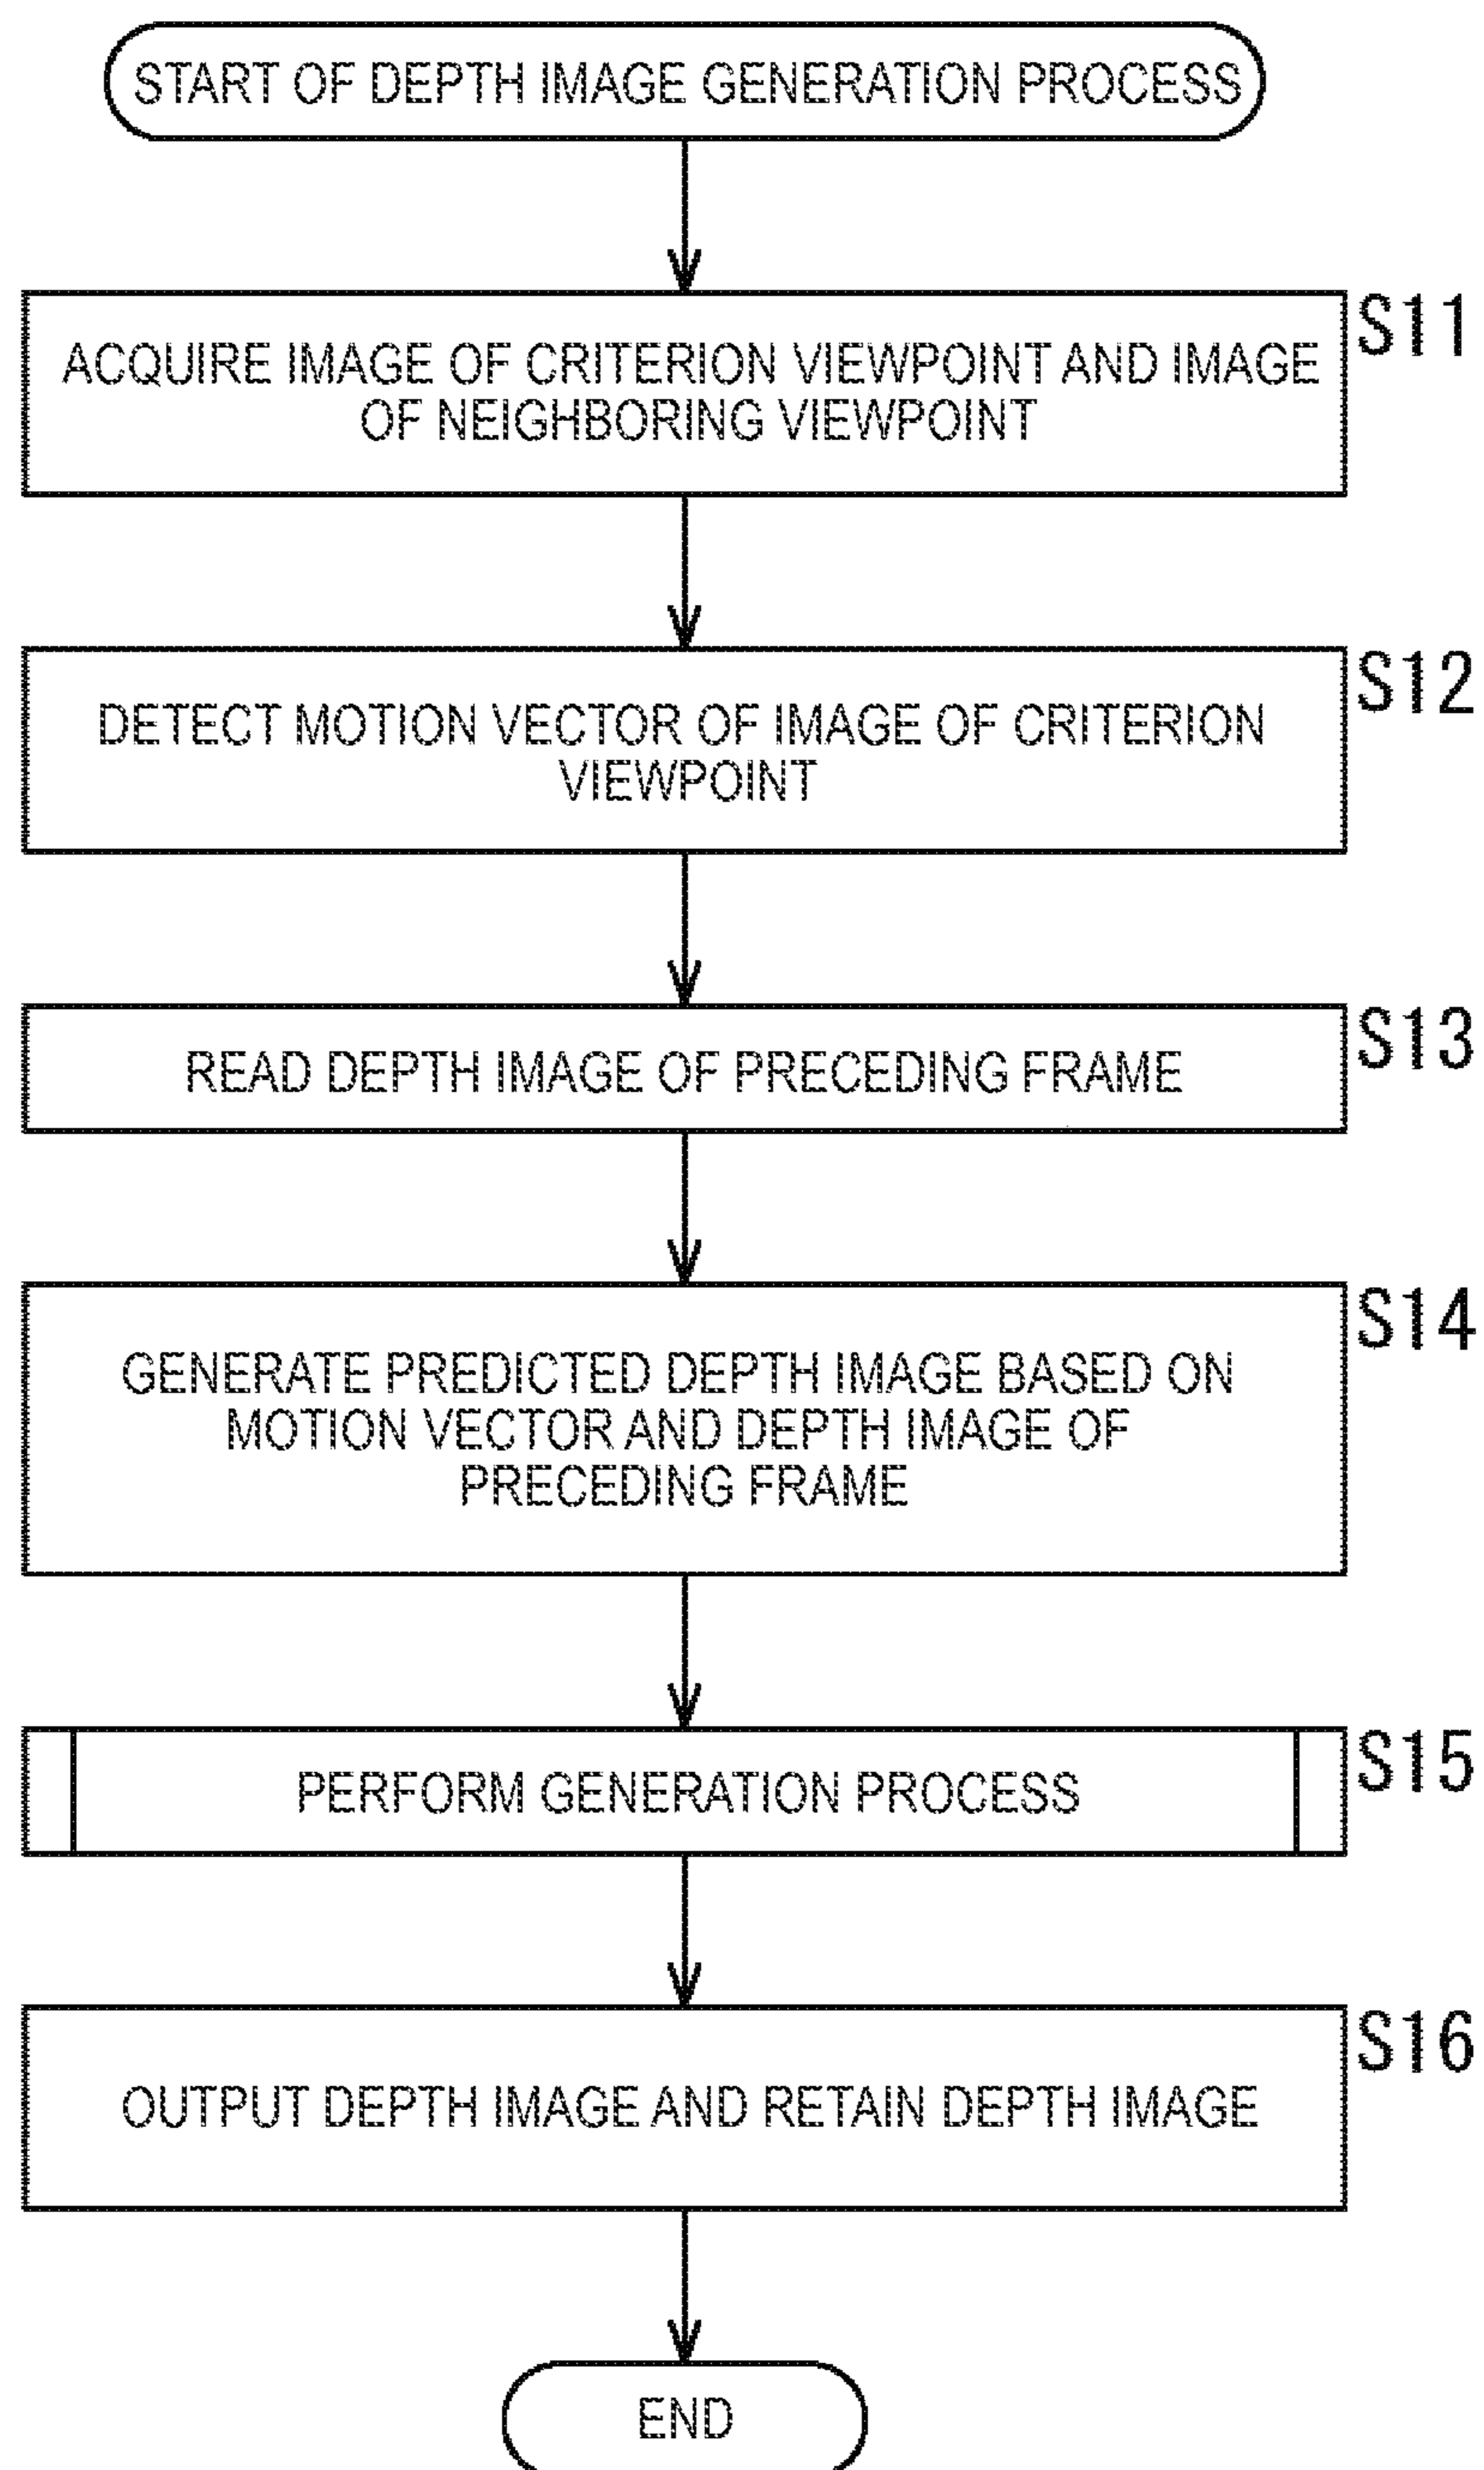 START OF DEPTH IMAGE GENERATION PROCESS
S11
ACQUIRE IMAGE OF CRITERION VIEWPOINT AND IMAGE
OF NEIGHBORING VIEWPOINT
S12
DETECT MOTION VECTOR OF IMAGE OF CRITERION
VIEWPOINT
S13
READ DEPTH IMAGE OF PRECEDING FRAME
S14
GENERATE PREDICTED DEPTH IMAGE BASED ON
MOTION VECTOR AND DEPTH IMAGE OF
PRECEDING FRAME
S15
PERFORM GENERATION PROCESS
S16
OUTPUT DEPTH IMAGE AND RETAIN DEPTH IMAGE
END